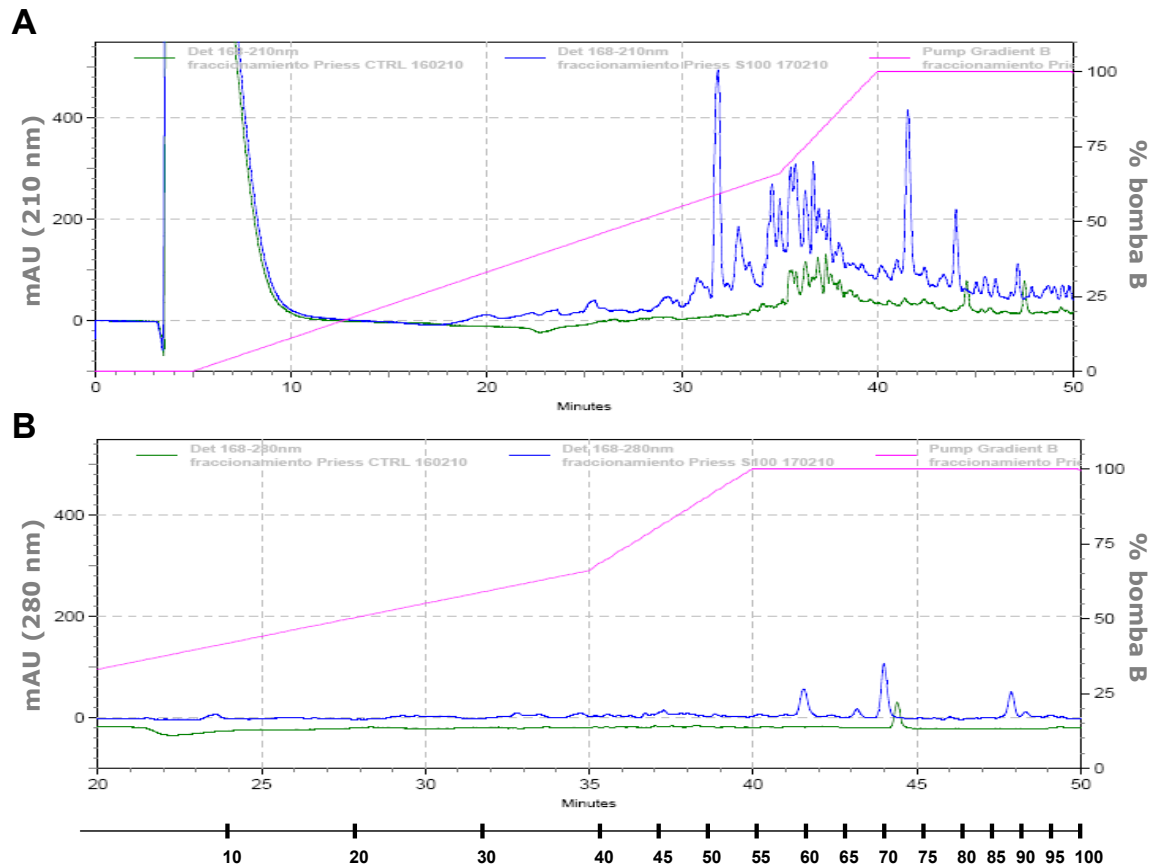 A
Det 168-210nm
fraccionamiento Priess CTRL 160210
Det 168-210nm
fraccionamiento Priess S100 170210
Pump Gradient B
fraccionamiento Prie
mAU (210 nm)
400
200
0
100
75
50
25
0
% bomba B
0 10 20 30 40 50
Minutes
B
Det 168-280nm
fraccionamiento Priess CTRL 160210
Det 168-280nm
fraccionamiento Priess S100 170210
Pump Gradient B
fraccionamiento Prie
mAU (280 nm)
400
200
0
100
75
50
25
0
% bomba B
20 25 30 35 40 45 50
Minutes
10 20 30 40 45 50 55 60 65 70 75 80 85 90 95 100